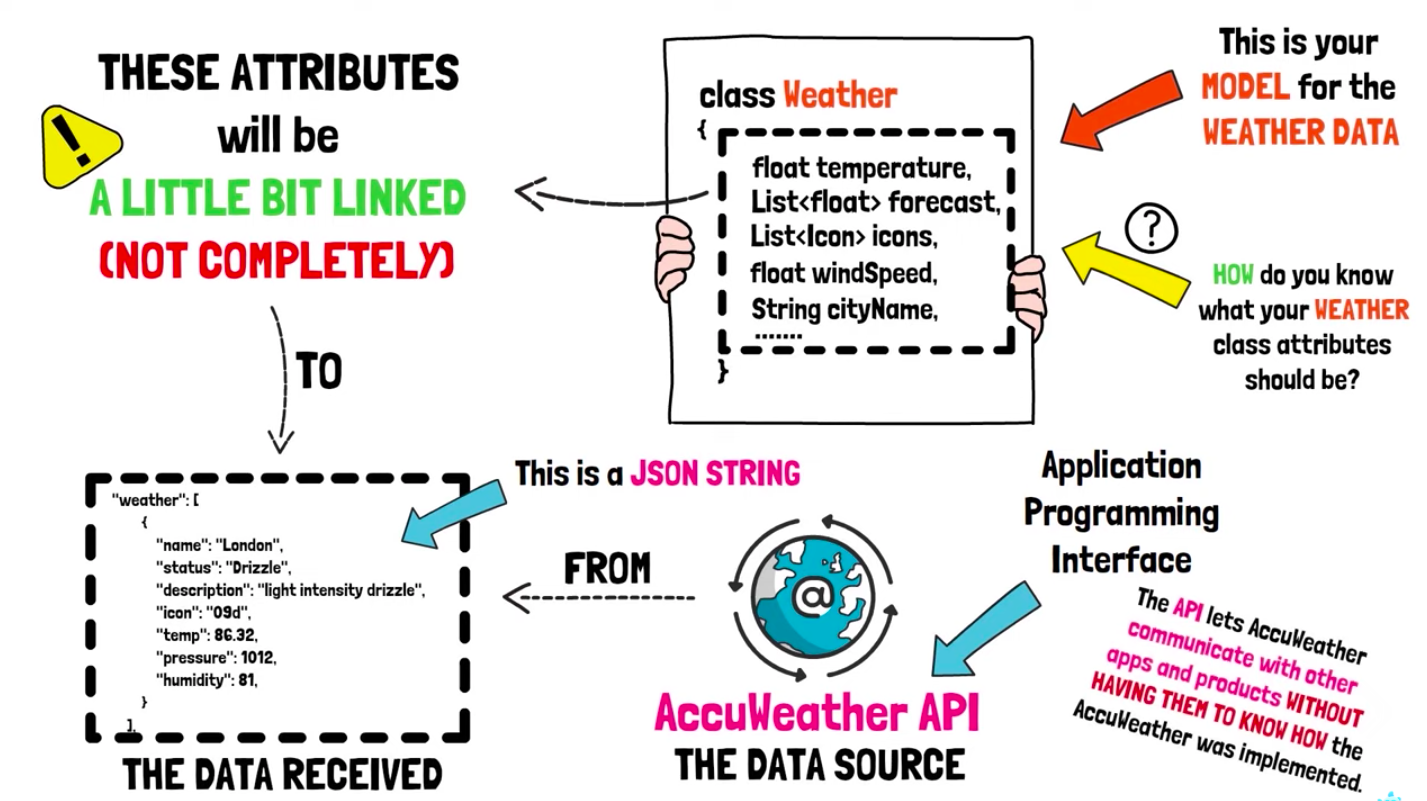 THESE ATTRIBUTES
will be
A LITTLE BIT LINKED
(NOT COMPLETELY)
!
TO
class Weather
{
float temperature,
List<float> forecast,
List<Icon> icons,
float windSpeed,
String cityName,
.......
}
This is your
MODEL for the
WEATHER DATA
?
HOW do you know
what your WEATHER
class attributes
should be?
This is a JSON STRING
"weather": [
{
"name": "London",
"status": "Drizzle",
"description": "light intensity drizzle",
"icon": "09d",
"temp": 86.32,
"pressure": 1012,
"humidity": 81,
}
],
THE DATA RECEIVED
FROM
@
AccuWeather API
THE DATA SOURCE
Application
Programming
Interface
The API lets AccuWeather
communicate with other
apps and products WITHOUT
HAVING THEM TO KNOW HOW the
AccuWeather was implemented.